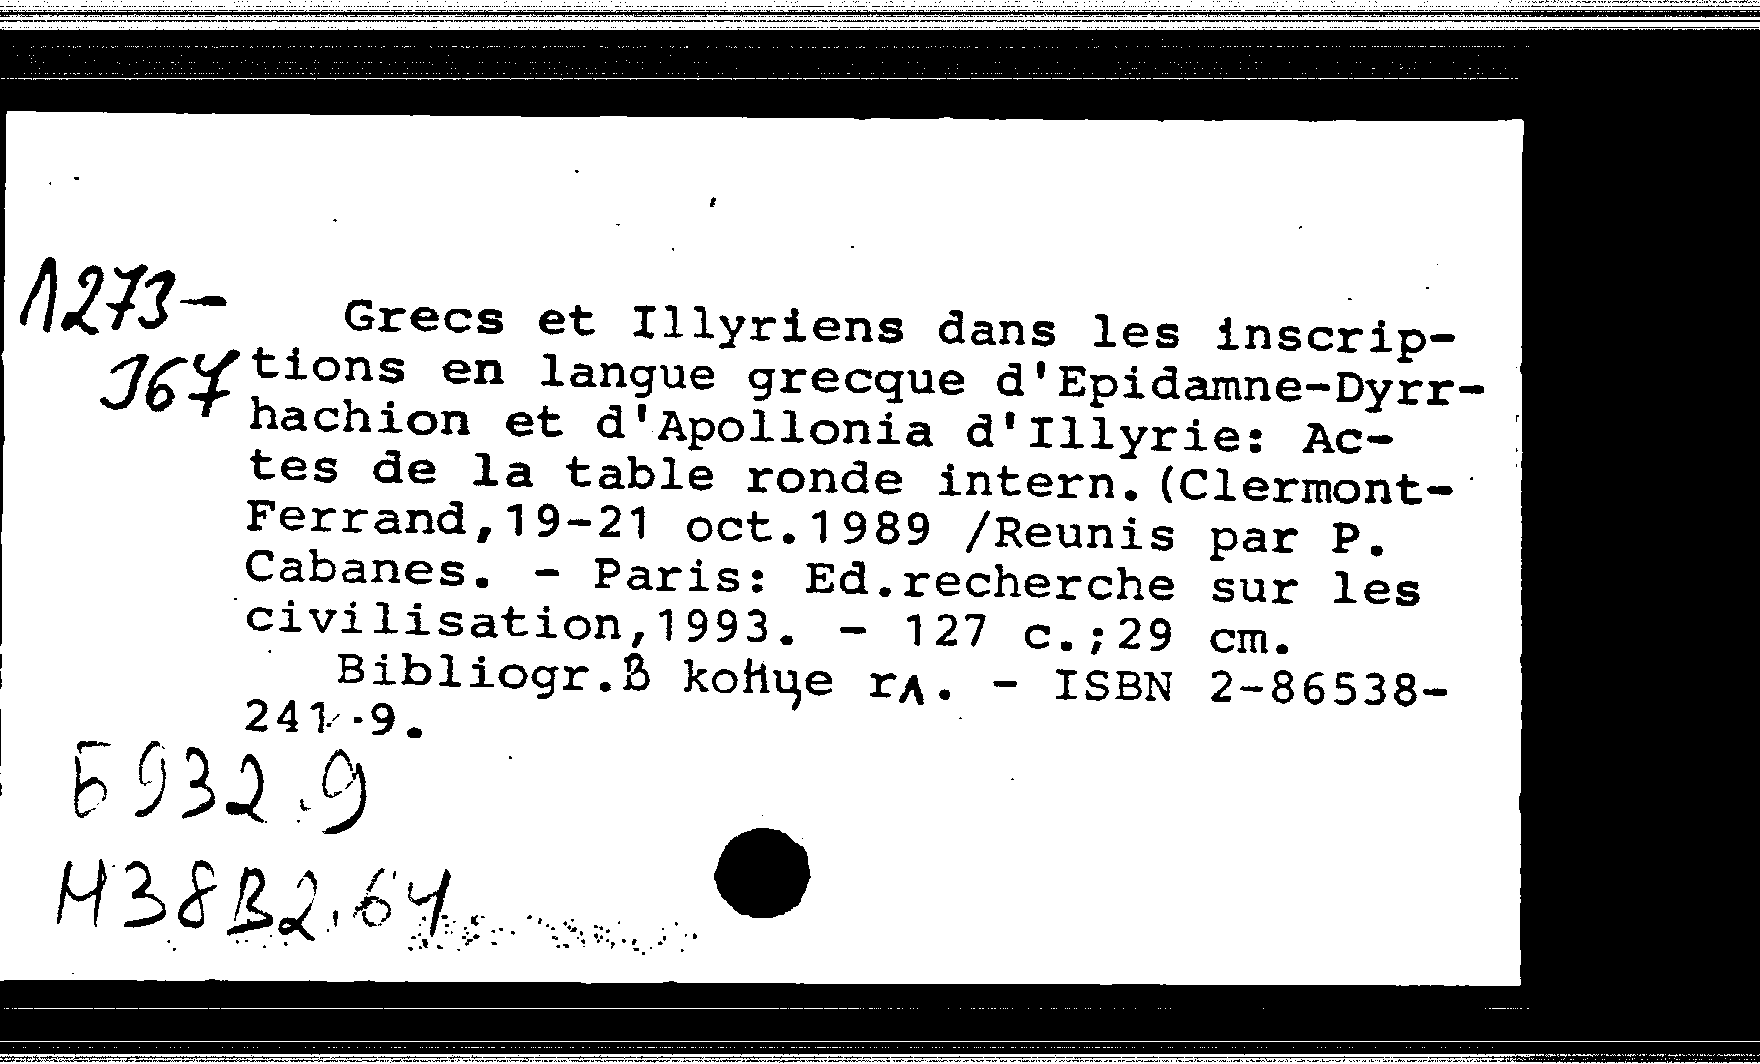 Л273-
J67
Grecs et Illyriens dans les inscrip-
tions en langue grecque d'Epidamne-Dyrr-
hachion et d'Apollonia d'Illyrie: Ac-
tes de la table ronde intern.(Clermont-
Ferrand,19-21 oct.1989 /Reunis par P.
Cabanes. - Paris: Ed.recherche sur les
civilisation,1993. - 127 c.;29 cm.
Bibliogr.В конце гл. - ISBN 2-86538-
241-9.
Б932.9
Н38В2.64